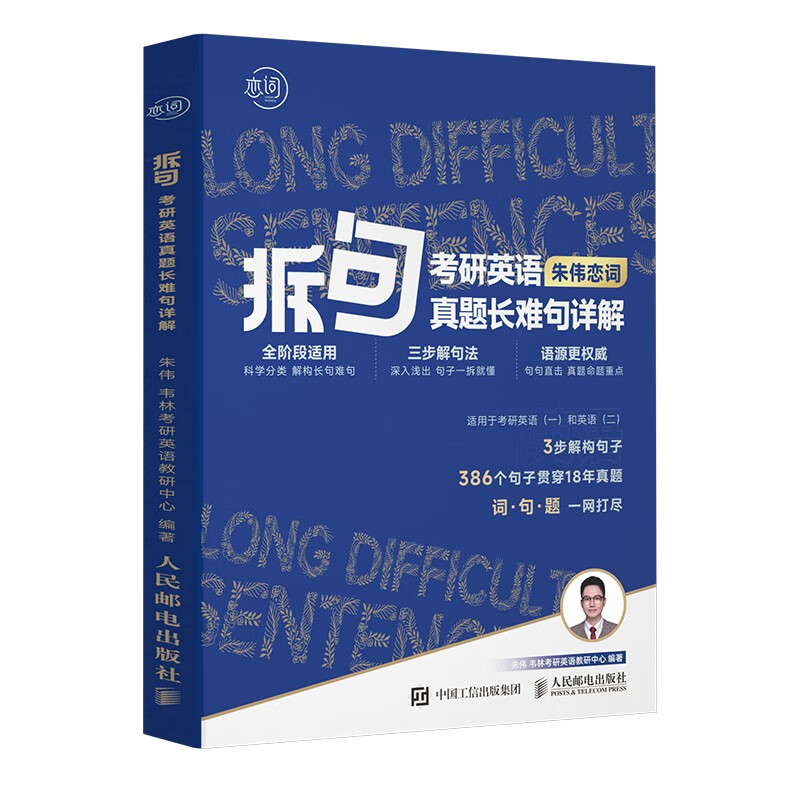 恋词
拆句
考研英语真题长难句详解
朱伟 韦林考研英语教研中心 编著
人民邮电出版社
恋词
LONG DIFFICULT
SENTENCES
拆句
考研英语 朱伟恋词
真题长难句详解
全阶段适用
科学分类 解构长句难句
三步解句法
深入浅出 句子一拆就懂
语源更权威
句句直击 真题命题重点
适用于考研英语（一）和英语（二）
3步解构句子
386个句子贯穿18年真题
词·句·题 一网打尽
LONG DIFFICULT
SENTENC
朱伟 韦林考研英语教研中心 编著
中国工信出版集团
人民邮电出版社
POSTS & TELECOM PRESS